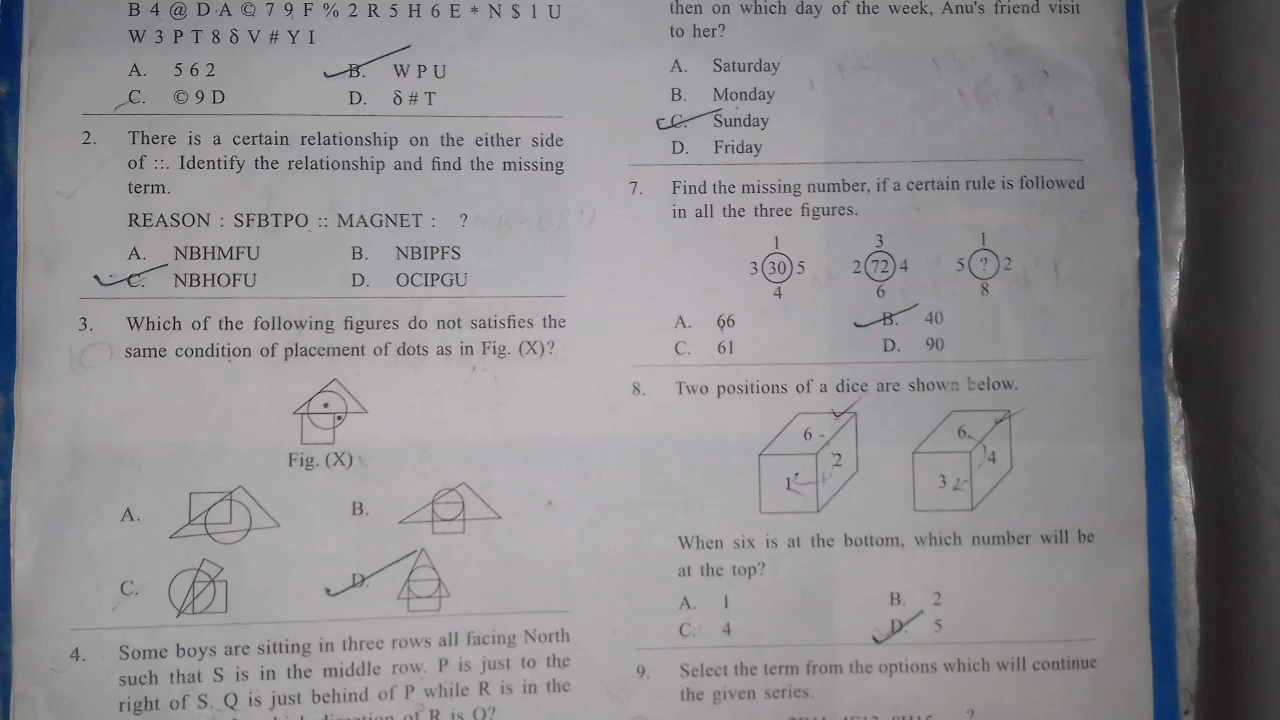 B 4 @ D A © 7 9 F % 2 R 5 H 6 E * N $ 1 U
W 3 P T 8 δ V # Y I
A. 5 6 2
B. W P U
C. © 9 D
D. δ # T
2. There is a certain relationship on the either side
of ::. Identify the relationship and find the missing
term.
REASON : SFBTPO :: MAGNET : ?
A. NBHMFU
B. NBIPFS
C. NBHOFU
D. OCIPGU
3. Which of the following figures do not satisfies the
same condition of placement of dots as in Fig. (X)?
Fig. (X)
A.
B.
C.
D.
4. Some boys are sitting in three rows all facing North
such that S is in the middle row. P is just to the
right of S. Q is just behind of P while R is in the
direction of R is Q?
then on which day of the week, Anu's friend visit
to her?
A. Saturday
B. Monday
C. Sunday
D. Friday
7. Find the missing number, if a certain rule is followed
in all the three figures.
1 3 1
3 30 5 2 72 4 5 ? 2
4 6 8
A. 66
B. 40
C. 61
D. 90
8. Two positions of a dice are shown below.
6 2 1
6 4 3
When six is at the bottom, which number will be
at the top?
A. 1
B. 2
C. 4
D. 5
9. Select the term from the options which will continue
the given series.
?